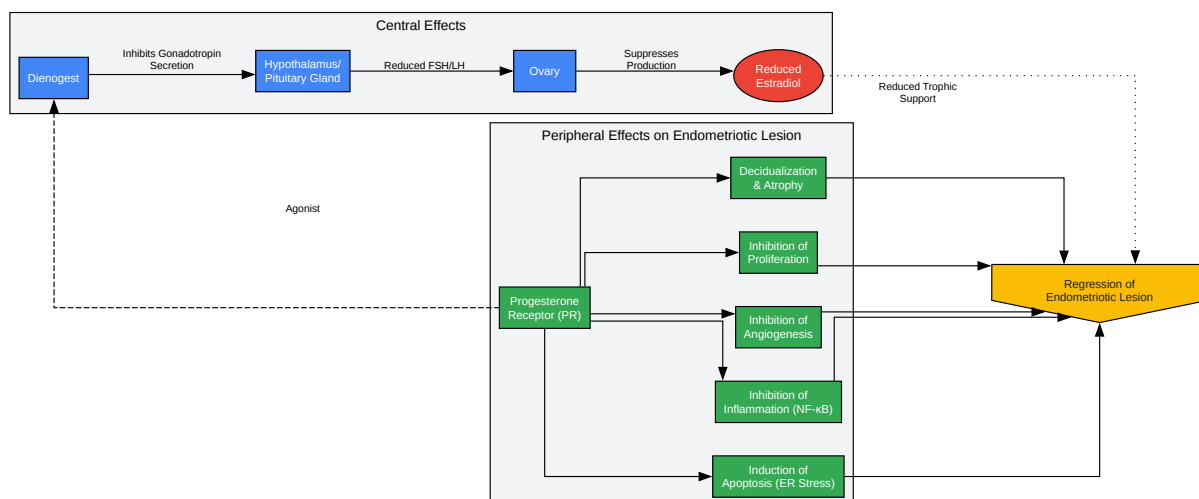 Central Effects
Dienogest
Inhibits Gonadotropin
Secretion
Hypothalamus/
Pituitary Gland
Reduced FSH/LH
Ovary
Suppresses
Production
Reduced
Estradiol
Reduced Trophic
Support
Peripheral Effects on Endometriotic Lesion
Decidualization
& Atrophy
Agonist
Inhibition of
Proliferation
Progesterone
Receptor (PR)
Inhibition of
Angiogenesis
Inhibition of
Inflammation (NF-κB)
Induction of
Apoptosis (ER Stress)
Regression of
Endometriotic Lesion